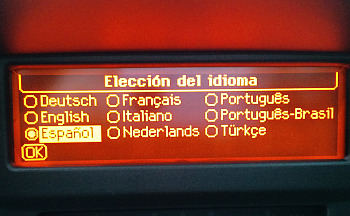 Elección del idioma
Deutsch Français Português
English Italiano Português-Brasil
Español Nederlands Türkçe
OK